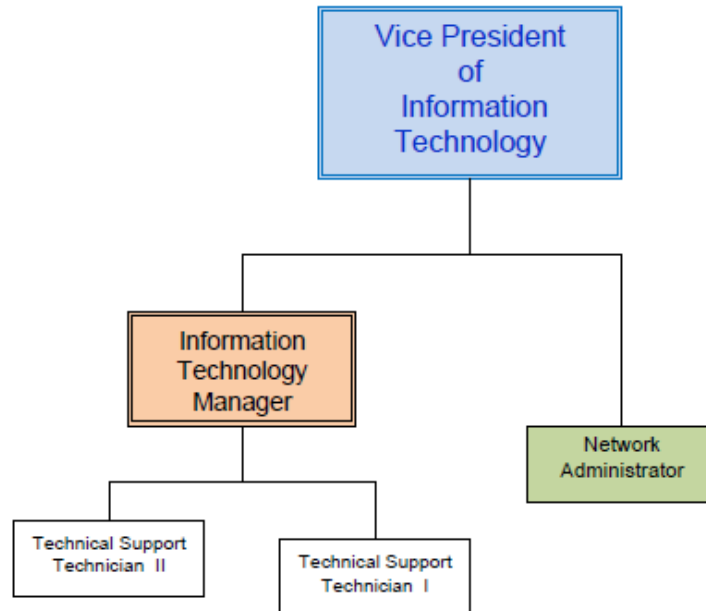 Vice President
of
Information
Technology
Information
Technology
Manager
Network
Administrator
Technical Support
Technician II
Technical Support
Technician I